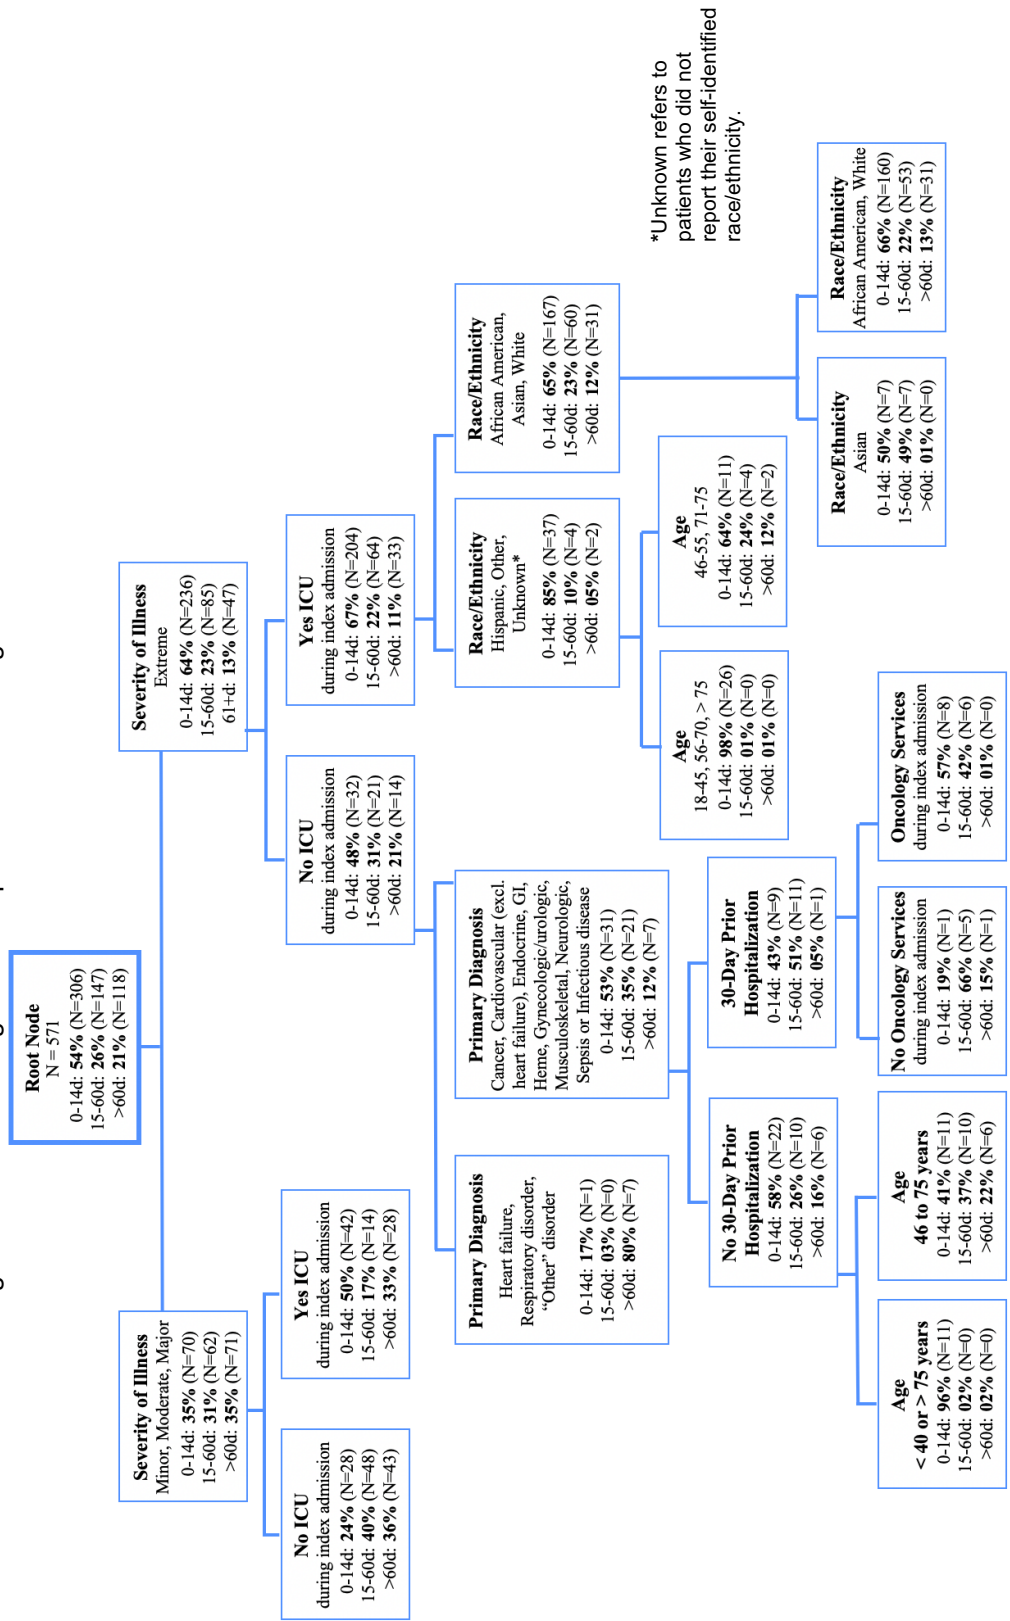 Root Node
N = 571
0-14d: 54% (N=306)
15-60d: 26% (N=147)
>60d: 21% (N=118)
Severity of Illness
Minor, Moderate, Major
0-14d: 35% (N=70)
15-60d: 31% (N=62)
>60d: 35% (N=71)
Severity of Illness
Extreme
0-14d: 64% (N=236)
15-60d: 23% (N=85)
61+d: 13% (N=47)
No ICU
during index admission
0-14d: 24% (N=28)
15-60d: 40% (N=48)
>60d: 36% (N=43)
Yes ICU
during index admission
0-14d: 50% (N=42)
15-60d: 17% (N=14)
>60d: 33% (N=28)
No ICU
during index admission
0-14d: 48% (N=32)
15-60d: 31% (N=21)
>60d: 21% (N=14)
Yes ICU
during index admission
0-14d: 67% (N=204)
15-60d: 22% (N=64)
>60d: 11% (N=33)
Primary Diagnosis
Heart failure,
Respiratory disorder,
“Other” disorder
0-14d: 17% (N=1)
15-60d: 03% (N=0)
>60d: 80% (N=7)
Primary Diagnosis
Cancer, Cardiovascular (excl.
heart failure), Endocrine, GI,
Heme, Gynecologic/urologic,
Musculoskeletal, Neurologic,
Sepsis or Infectious disease
0-14d: 53% (N=31)
15-60d: 35% (N=21)
>60d: 12% (N=7)
Race/Ethnicity
Hispanic, Other,
Unknown*
0-14d: 85% (N=37)
15-60d: 10% (N=4)
>60d: 05% (N=2)
Race/Ethnicity
African American,
Asian, White
0-14d: 65% (N=167)
15-60d: 23% (N=60)
>60d: 12% (N=31)
*Unknown refers to
patients who did not
report their self-identified
race/ethnicity.
No 30-Day Prior
Hospitalization
0-14d: 58% (N=22)
15-60d: 26% (N=10)
>60d: 16% (N=6)
30-Day Prior
Hospitalization
0-14d: 43% (N=9)
15-60d: 51% (N=11)
>60d: 05% (N=1)
Age
18-45, 56-70, > 75
0-14d: 98% (N=26)
15-60d: 01% (N=0)
>60d: 01% (N=0)
Age
46-55, 71-75
0-14d: 64% (N=11)
15-60d: 24% (N=4)
>60d: 12% (N=2)
Age
< 40 or > 75 years
0-14d: 96% (N=11)
15-60d: 02% (N=0)
>60d: 02% (N=0)
Age
46 to 75 years
0-14d: 41% (N=11)
15-60d: 37% (N=10)
>60d: 22% (N=6)
No Oncology Services
during index admission
0-14d: 19% (N=1)
15-60d: 66% (N=5)
>60d: 15% (N=1)
Oncology Services
during index admission
0-14d: 57% (N=8)
15-60d: 42% (N=6)
>60d: 01% (N=0)
Race/Ethnicity
Asian
0-14d: 50% (N=7)
15-60d: 49% (N=7)
>60d: 01% (N=0)
Race/Ethnicity
African American, White
0-14d: 66% (N=160)
15-60d: 22% (N=53)
>60d: 13% (N=31)